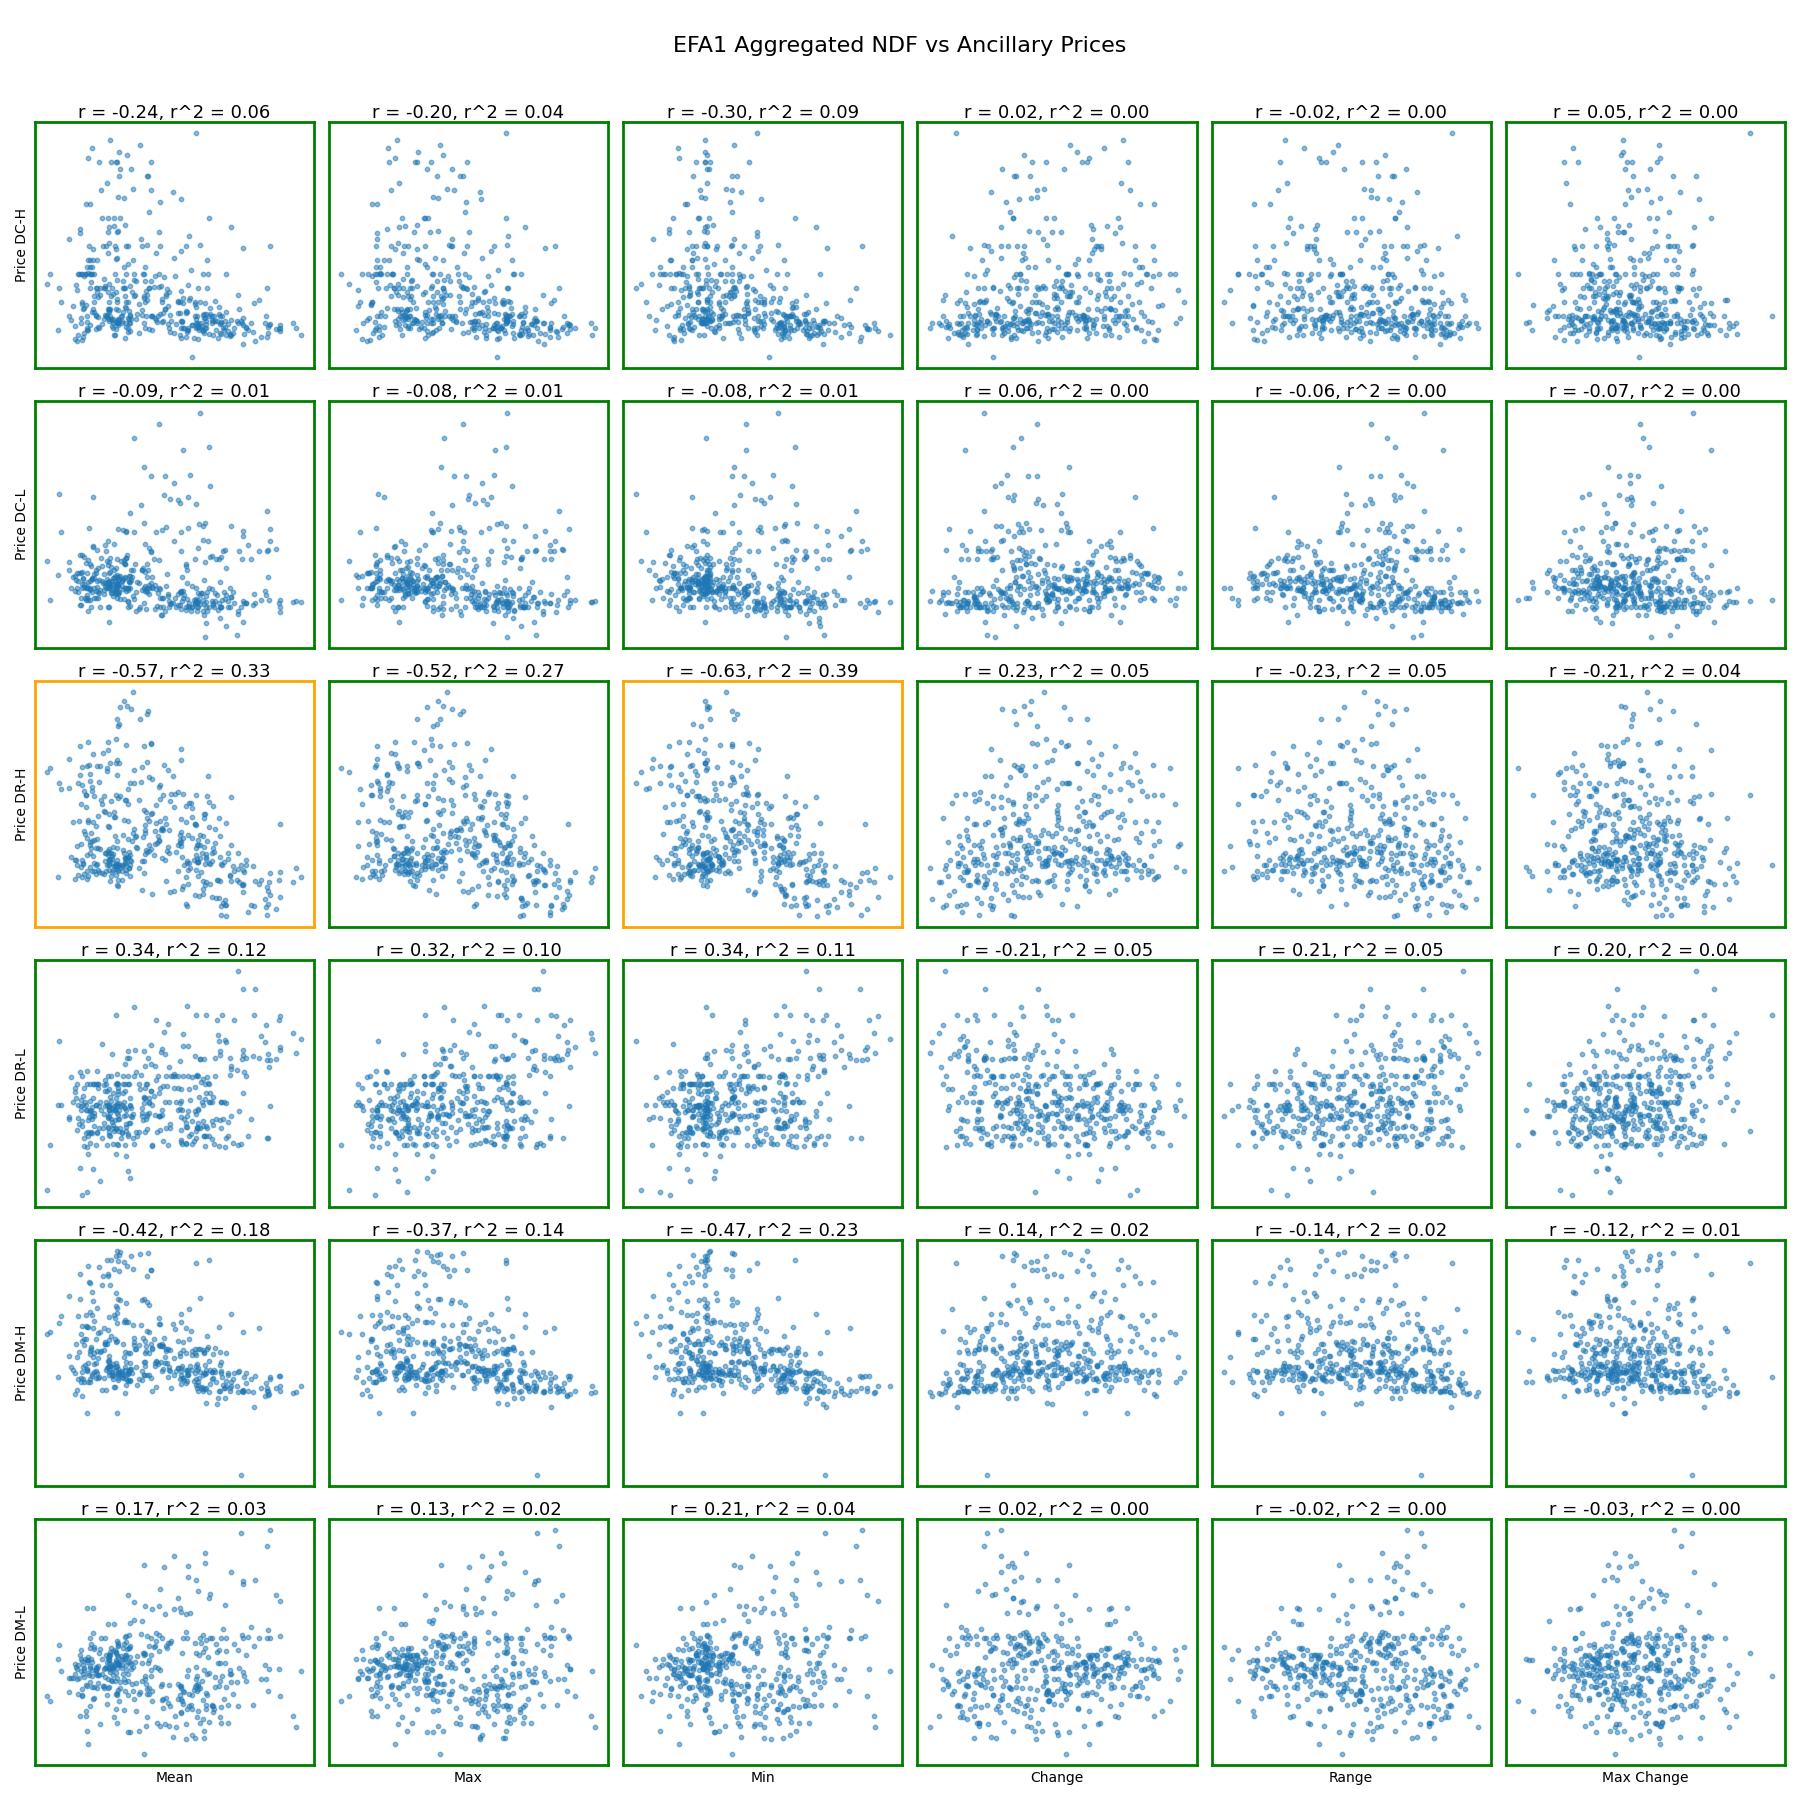 EFA1 Aggregated NDF vs Ancillary Prices
r = -0.24, r^2 = 0.06
r = -0.20, r^2 = 0.04
r = -0.30, r^2 = 0.09
r = 0.02, r^2 = 0.00
r = -0.02, r^2 = 0.00
r = 0.05, r^2 = 0.00
Price DC-H
r = -0.09, r^2 = 0.01
r = -0.08, r^2 = 0.01
r = -0.08, r^2 = 0.01
r = 0.06, r^2 = 0.00
r = -0.06, r^2 = 0.00
r = -0.07, r^2 = 0.00
Price DC-L
r = -0.57, r^2 = 0.33
r = -0.52, r^2 = 0.27
r = -0.63, r^2 = 0.39
r = 0.23, r^2 = 0.05
r = -0.23, r^2 = 0.05
r = -0.21, r^2 = 0.04
Price DR-H
r = 0.34, r^2 = 0.12
r = 0.32, r^2 = 0.10
r = 0.34, r^2 = 0.11
r = -0.21, r^2 = 0.05
r = 0.21, r^2 = 0.05
r = 0.20, r^2 = 0.04
Price DR-L
r = -0.42, r^2 = 0.18
r = -0.37, r^2 = 0.14
r = -0.47, r^2 = 0.23
r = 0.14, r^2 = 0.02
r = -0.14, r^2 = 0.02
r = -0.12, r^2 = 0.01
Price DM-H
r = 0.17, r^2 = 0.03
r = 0.13, r^2 = 0.02
r = 0.21, r^2 = 0.04
r = 0.02, r^2 = 0.00
r = -0.02, r^2 = 0.00
r = -0.03, r^2 = 0.00
Price DM-L
Mean
Max
Min
Change
Range
Max Change